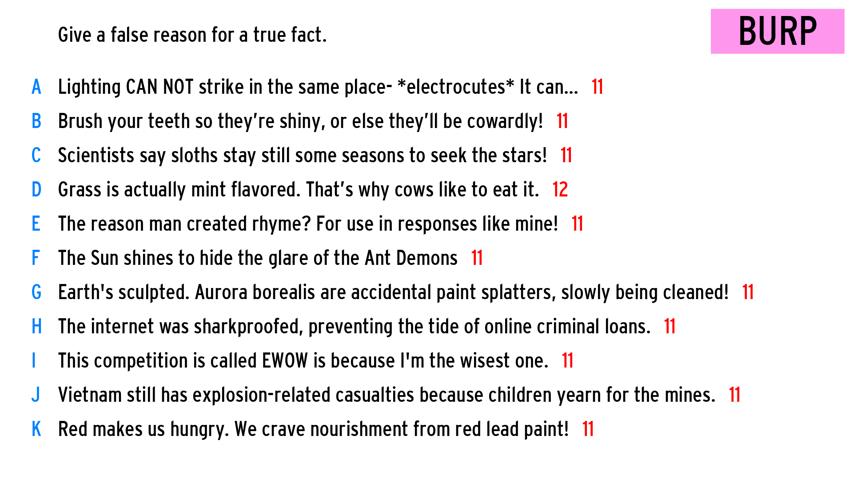 Give a false reason for a true fact.
BURP
A Lighting CAN NOT strike in the same place- *electrocutes* It can... 11
B Brush your teeth so they're shiny, or else they'll be cowardly! 11
C Scientists say sloths stay still some seasons to seek the stars! 11
D Grass is actually mint flavored. That's why cows like to eat it. 12
E The reason man created rhyme? For use in responses like mine! 11
F The Sun shines to hide the glare of the Ant Demons 11
G Earth's sculpted. Aurora borealis are accidental paint splatters, slowly being cleaned! 11
H The internet was sharkproofed, preventing the tide of online criminal loans. 11
I This competition is called EWOW is because I'm the wisest one. 11
J Vietnam still has explosion-related casualties because children yearn for the mines. 11
K Red makes us hungry. We crave nourishment from red lead paint! 11